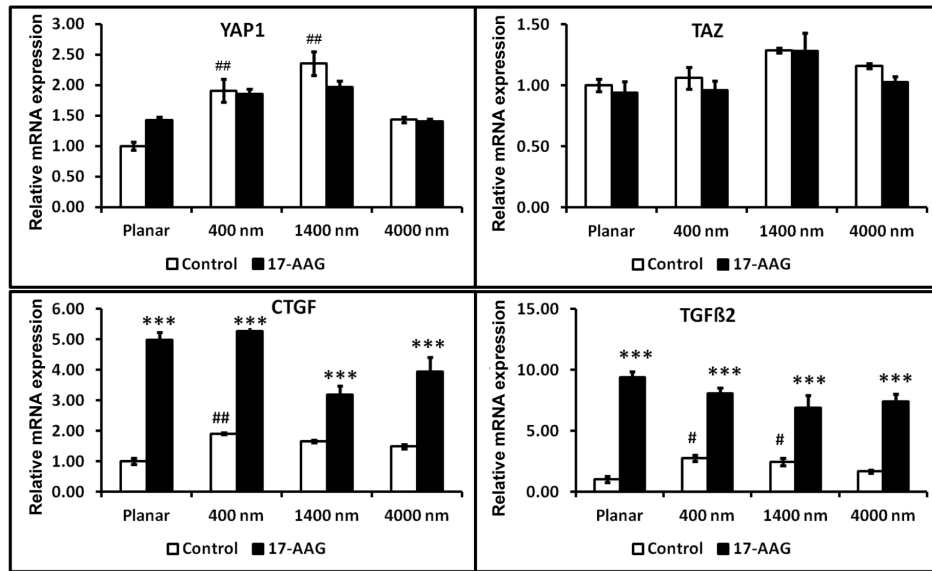 YAP1
Relative mRNA expression
3.00
2.50
2.00
1.50
1.00
0.50
0.00
##
##
Planar 400 nm 1400 nm 4000 nm
Control 17-AAG
TAZ
Relative mRNA expression
1.50
1.00
0.50
0.00
Planar 400 nm 1400 nm 4000 nm
Control 17-AAG
CTGF
Relative mRNA expression
6.00
5.00
4.00
3.00
2.00
1.00
0.00
*** *** *** ***
##
Planar 400 nm 1400 nm 4000 nm
Control 17-AAG
TGFß2
Relative mRNA expression
15.00
10.00
5.00
0.00
*** *** *** ***
# #
Planar 400 nm 1400 nm 4000 nm
Control 17-AAG